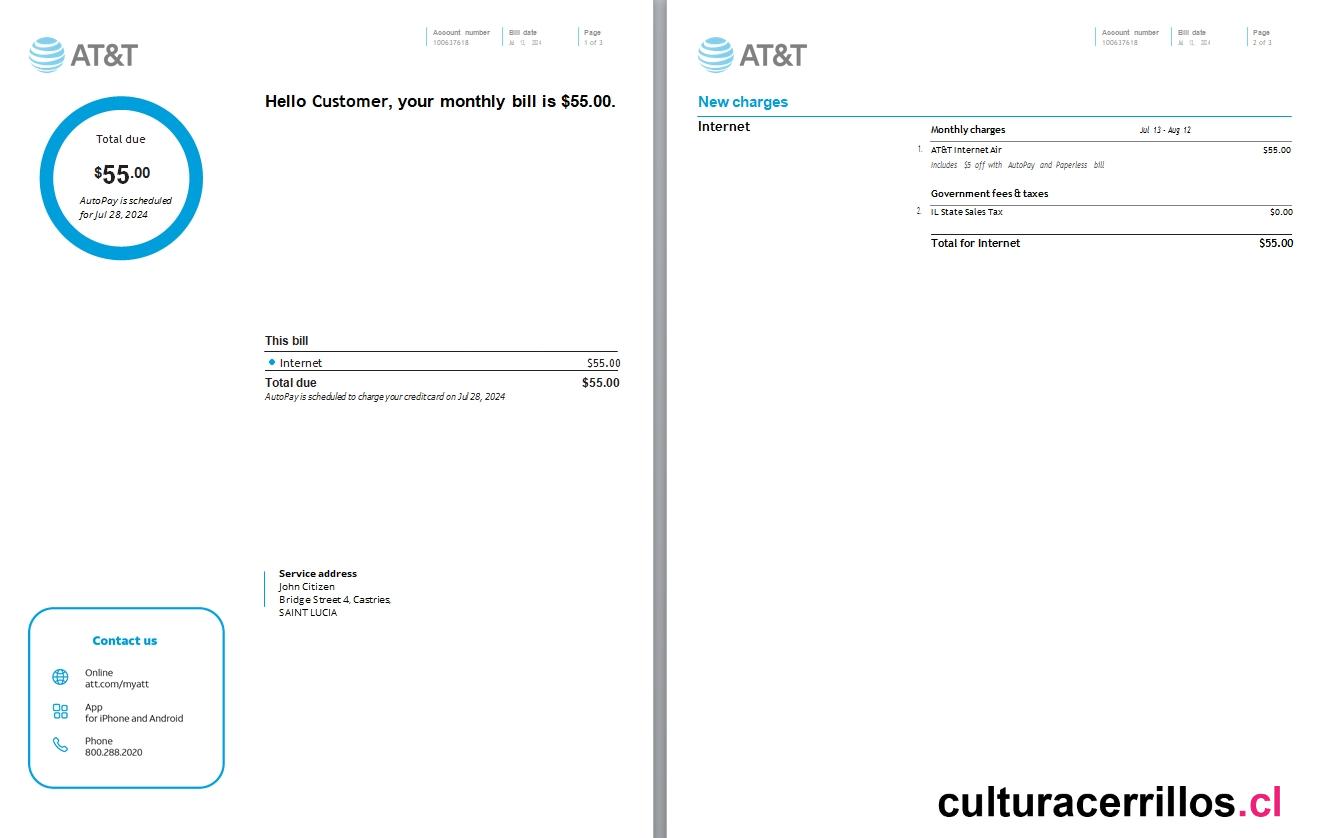 AT&T
Account number Bill date Page
100637618 Jul 12, 2024 1 of 3
Hello Customer, your monthly bill is $55.00.
Total due
$55.00
AutoPay is scheduled
for Jul 28, 2024
This bill
Internet $55.00
Total due $55.00
AutoPay is scheduled to charge your credit card on Jul 28, 2024
Service address
John Citizen
Bridge Street 4, Castries,
SAINT LUCIA
Contact us
Online
att.com/myatt
App
for iPhone and Android
Phone
800.288.2020
AT&T
Account number Bill date Page
100637618 Jul 12, 2024 2 of 3
New charges
Internet
Monthly charges Jul 13 - Aug 12
1. AT&T Internet Air $55.00
Includes $5 off with AutoPay and Paperless bill
Government fees & taxes
2. IL State Sales Tax $0.00
Total for Internet $55.00
culturacerrillos.cl